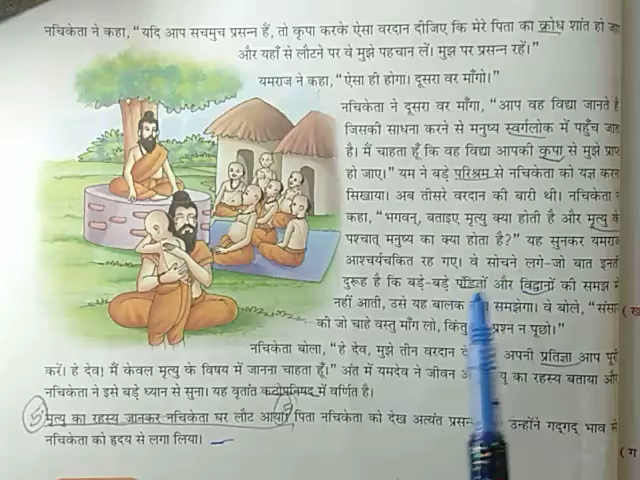 नचिकेता ने कहा, “यदि आप सचमुच प्रसन्न हैं, तो कृपा करके ऐसा वरदान दीजिए कि मेरे पिता का क्रोध शांत हो
और यहाँ से लौटने पर वे मुझे पहचान लें। मुझ पर प्रसन्न रहें।”
यमराज ने कहा, “ऐसा ही होगा। दूसरा वर माँगो।”
नचिकेता ने दूसरा वर माँगा, “आप वह विद्या जानते
जिसकी साधना करने से मनुष्य स्वर्गलोक में पहुँच
है। मैं चाहता हूँ कि वह विद्या आपकी कृपा से मुझे
हो जाए।” यम ने बड़े परिश्रम से नचिकेता को यज्ञ
सिखाया। अब तीसरे वरदान की बारी थी। नचिकेता
कहा, “भगवन्, बताइए मृत्यु क्या होती है और मृत्यु
पश्चात् मनुष्य का क्या होता है?” यह सुनकर
आश्चर्यचकित रह गए। वे सोचने लगे-जो बात
दुरूह है कि बड़े-बड़े पंडितों और विद्वानों की समझ
नहीं आती, उसे यह बालक समझेगा। वे बोले,
की जो चाहे वस्तु माँग लो, किंतु प्रश्न न पूछो।”
नचिकेता बोला, “हे देव, मुझे तीन वरदान अपनी प्रतिज्ञा आप
करें। हे देव! मैं केवल मृत्यु के विषय में जानना चाहता हूँ।” अंत में यमदेव ने जीवन का रहस्य बताया और
नचिकेता ने इसे बड़े ध्यान से सुना। यह वृतांत कठोपनिषद् में वर्णित है।
मृत्यु का रहस्य जानकर नचिकेता घर लौट आया। पिता नचिकेता को देख अत्यंत उन्होंने गद्गद् भाव से
नचिकेता को हृदय से लगा लिया।